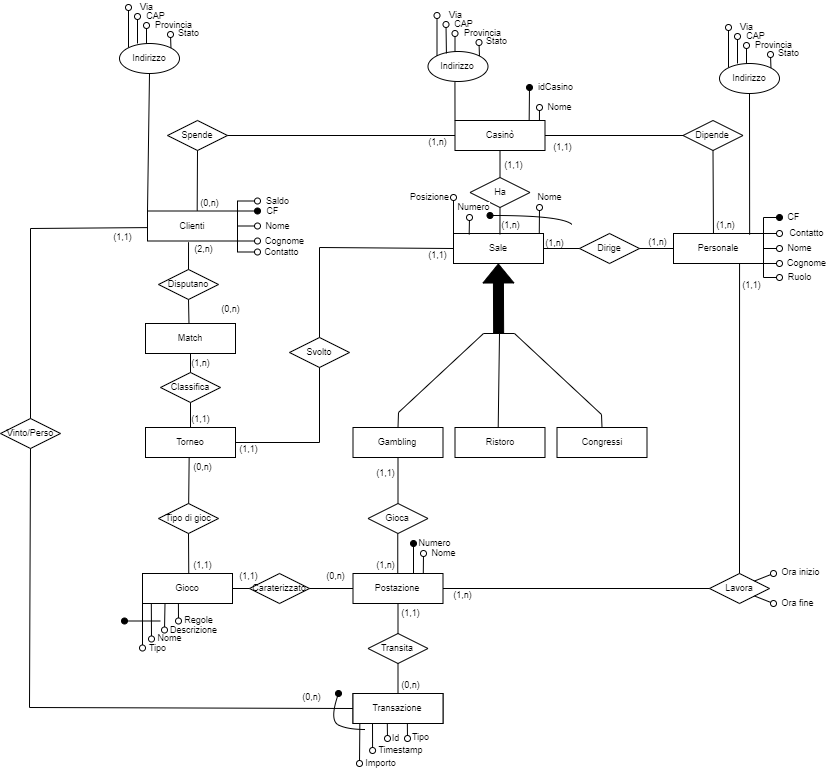 Via
CAP
Provincia
Stato
Indirizzo
Via
CAP
Provincia
Stato
Indirizzo
Via
CAP
Provincia
Stato
Indirizzo
idCasino
Nome
Spende
(1,n)
Casinò
(1,1)
Dipende
(1,1)
Ha
(0,n)
Saldo
CF
Nome
Cognome
Contatto
Clienti
(1,1)
(2,n)
Posizione
Numero
Nome
(1,n)
Sale
(1,1)
(1,n)
Dirige
(1,n)
(1,n)
Personale
CF
Contatto
Nome
Cognome
Ruolo
(1,1)
Disputano
(0,n)
Match
(1,n)
Svolto
Classifica
(1,1)
Vinto/Perso
Torneo
(1,1)
Gambling
Ristoro
Congressi
(0,n)
(1,1)
Tipo di gioc
Gioca
(1,1)
(1,n)
Numero
Nome
Gioco
(1,1)
Caraterizzato
(0,n)
Postazione
(1,n)
Lavora
Ora inizio
Ora fine
Regole
Descrizione
Nome
Tipo
(1,1)
Transita
(0,n)
(0,n)
Transazione
Id
Tipo
Timestamp
Importo